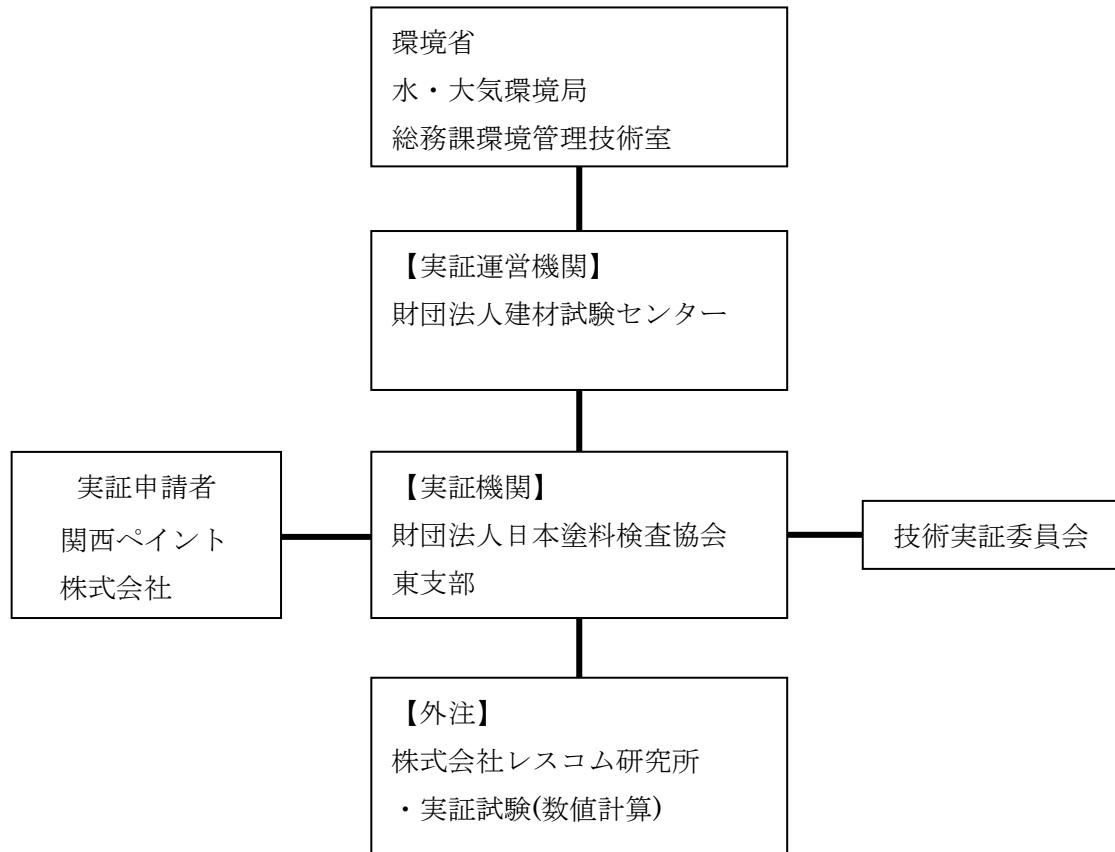 環境省
水・大気環境局
総務課環境管理技術室
【実証運営機関】
財団法人建材試験センター
実証申請者
関西ペイント
株式会社
【実証機関】
財団法人日本塗料検査協会
東支部
技術実証委員会
【外注】
株式会社レスコム研究所
・実証試験(数値計算)